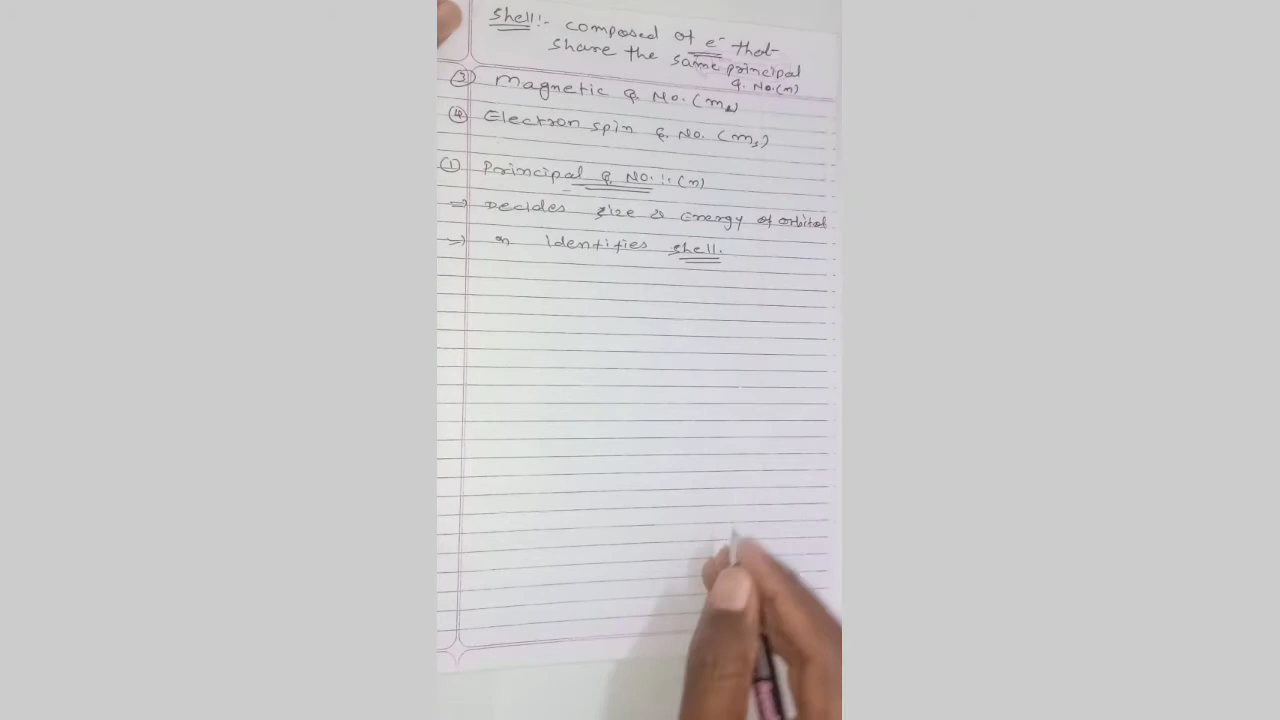 Shell:- composed of e⁻ that
share the same principal
q. No.(n)
③ Magnetic q. No. (mₗ
④ Electron spin q. No. (mₛ)
① Principal q. No. :- (n)
⇒ Decides size & Energy of orbital
⇒ n Identifies shell.